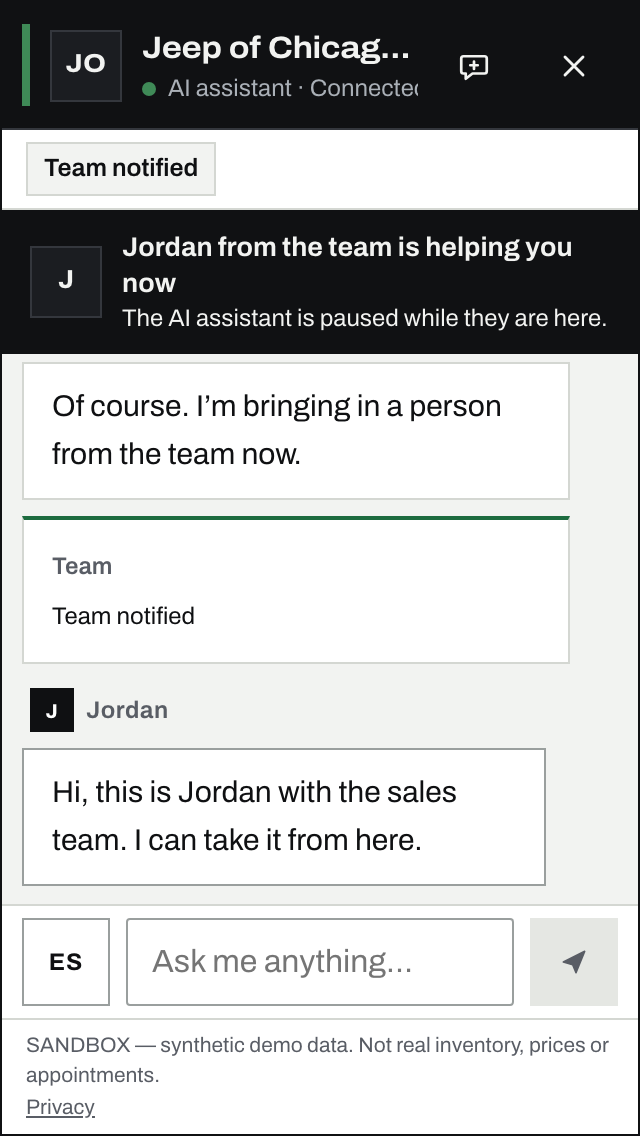 JO
Jeep of Chicag...
AI assistant · Connected
Team notified
J
Jordan from the team is helping you
now
The AI assistant is paused while they are here.
Of course. I’m bringing in a person
from the team now.
Team
Team notified
J
Jordan
Hi, this is Jordan with the sales
team. I can take it from here.
ES
Ask me anything...
SANDBOX — synthetic demo data. Not real inventory, prices or
appointments.
Privacy